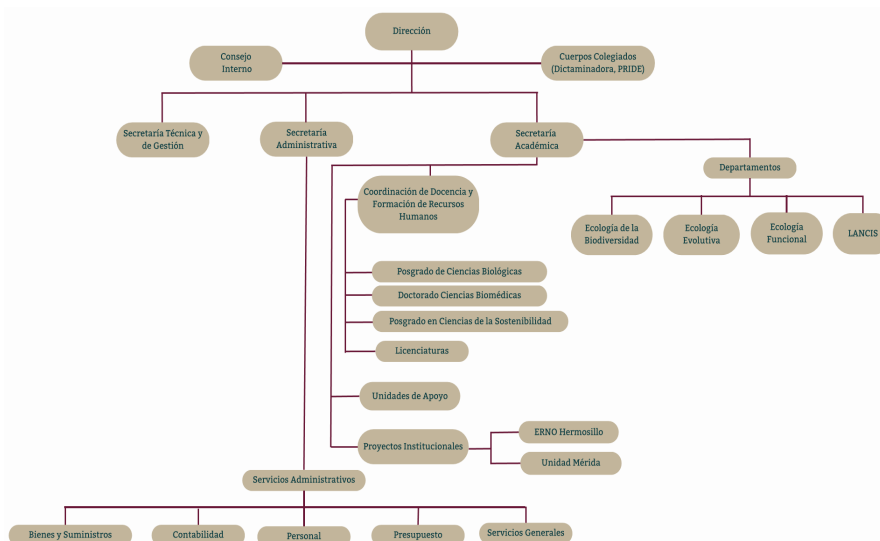 Dirección
Consejo
Interno
Cuerpos Colegiados
(Dictaminadora, PRIDE)
Secretaría Técnica y
de Gestión
Secretaría
Administrativa
Secretaría
Académica
Departamentos
Coordinación de Docencia y
Formación de Recursos
Humanos
Ecología de la
Biodiversidad
Ecología
Evolutiva
Ecología
Funcional
LANCIS
Posgrado de Ciencias Biológicas
Doctorado Ciencias Biomédicas
Posgrado en Ciencias de la Sostenibilidad
Licenciaturas
Unidades de Apoyo
Proyectos Institucionales
ERNO Hermosillo
Unidad Mérida
Servicios Administrativos
Bienes y Suministros
Contabilidad
Personal
Presupuesto
Servicios Generales